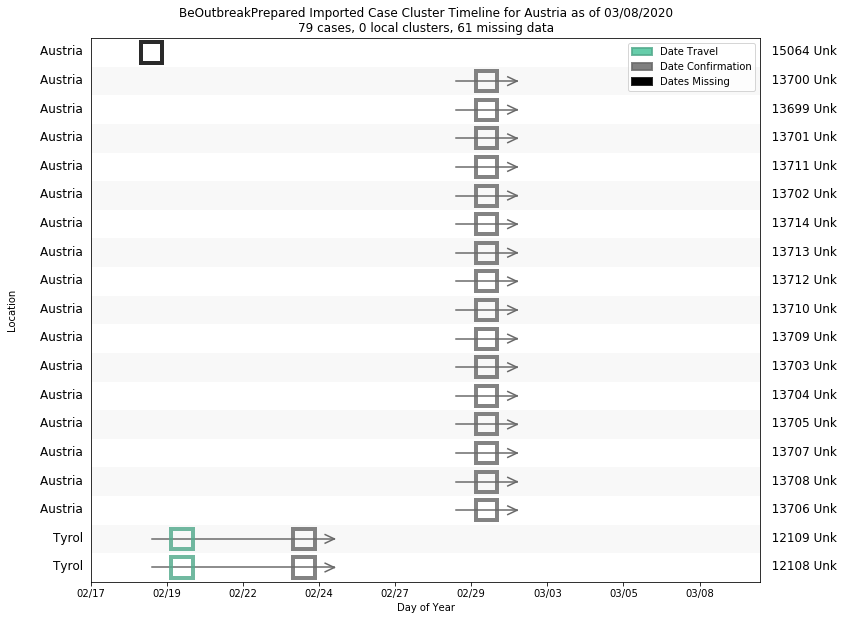 BeOutbreakPrepared Imported Case Cluster Timeline for Austria as of 03/08/2020
79 cases, 0 local clusters, 61 missing data
Date Travel
Date Confirmation
Dates Missing
Location
Austria 15064 Unk
Austria 13700 Unk
Austria 13699 Unk
Austria 13701 Unk
Austria 13711 Unk
Austria 13702 Unk
Austria 13714 Unk
Austria 13713 Unk
Austria 13712 Unk
Austria 13710 Unk
Austria 13709 Unk
Austria 13703 Unk
Austria 13704 Unk
Austria 13705 Unk
Austria 13707 Unk
Austria 13708 Unk
Austria 13706 Unk
Tyrol 12109 Unk
Tyrol 12108 Unk
02/17 02/19 02/22 02/24 02/27 02/29 03/03 03/05 03/08
Day of Year